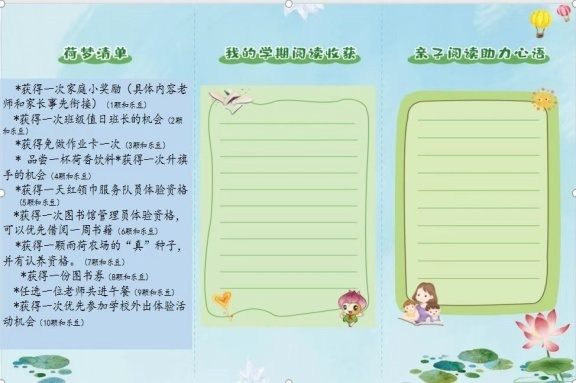 荷梦清单
*获得一次家庭小奖励（具体内容老
师和家长事先衔接）（1颗和乐豆）
*获得一次班级值日班长的机会（2颗
和乐豆）
*获得免做作业卡一次（3颗和乐豆）
* 品尝一杯荷香饮料*获得一次升旗
手的机会（4颗和乐豆）
*获得一天红领巾服务队员体验资格
（5颗和乐豆）
*获得一次图书馆管理员体验资格，
可以优先借阅一周书籍（6颗和乐豆）
*获得一颗雨荷农场的“真”种子，
并有认养资格。（7颗和乐豆）
*获得一份图书券（8颗和乐豆）
*任选一位老师共进午餐（9颗和乐豆）
*获得一次优先参加学校外出体验活
动机会（10颗和乐豆）
我的学期阅读收获
亲子阅读助力心语